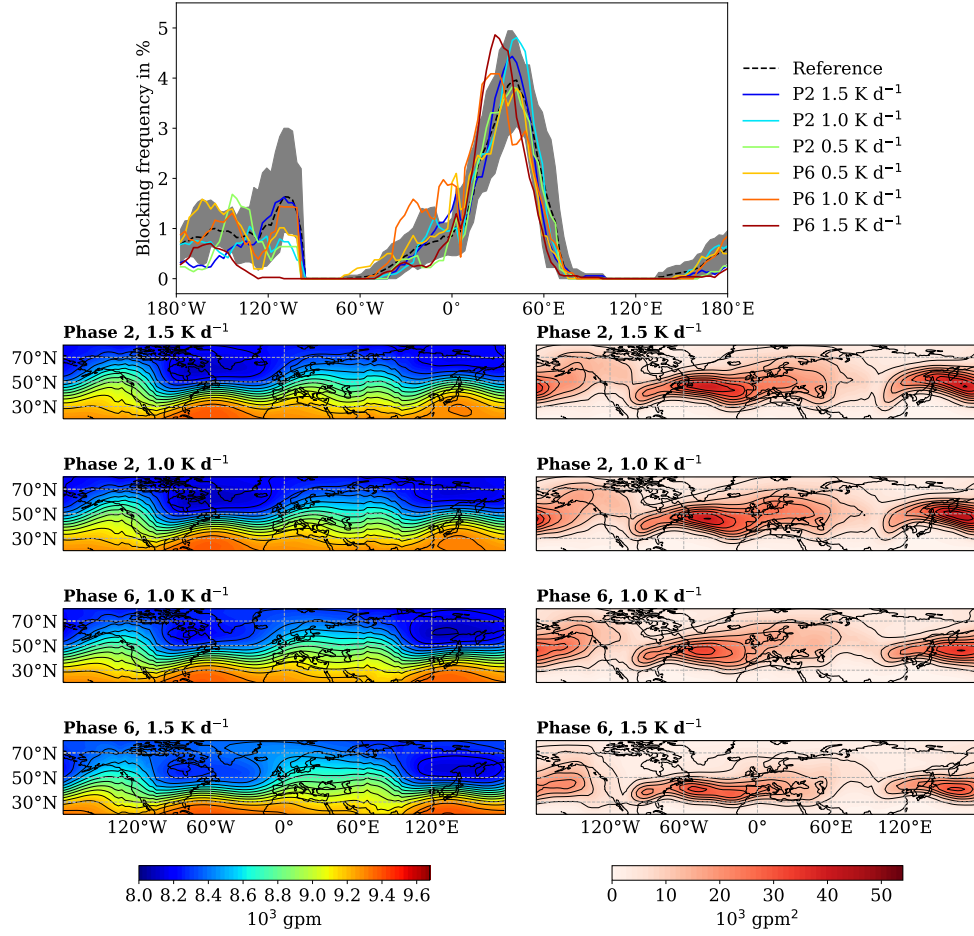 Blocking frequency in %
5
4
3
2
1
0
180°W 120°W 60°W 0° 60°E 120°E 180°E
Reference
P2 1.5 K d⁻¹
P2 1.0 K d⁻¹
P2 0.5 K d⁻¹
P6 0.5 K d⁻¹
P6 1.0 K d⁻¹
P6 1.5 K d⁻¹
Phase 2, 1.5 K d⁻¹
70°N
50°N
30°N
Phase 2, 1.5 K d⁻¹
Phase 2, 1.0 K d⁻¹
70°N
50°N
30°N
Phase 2, 1.0 K d⁻¹
Phase 6, 1.0 K d⁻¹
70°N
50°N
30°N
Phase 6, 1.0 K d⁻¹
Phase 6, 1.5 K d⁻¹
70°N
50°N
30°N
120°W 60°W 0° 60°E 120°E
Phase 6, 1.5 K d⁻¹
120°W 60°W 0° 60°E 120°E
8.0 8.2 8.4 8.6 8.8 9.0 9.2 9.4 9.6
10³ gpm
0 10 20 30 40 50
10³ gpm²